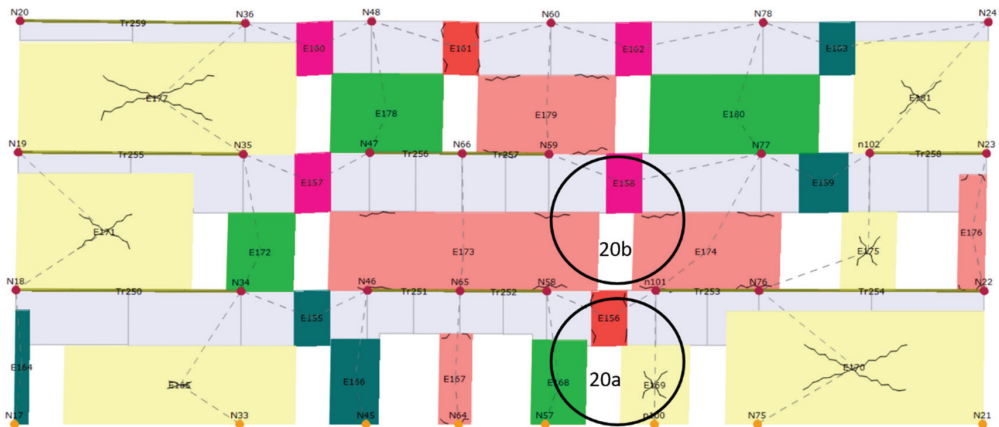 N20 Tr259 N36 N48 N60 N78 N24
E160 E161 E162 E163
E177 E178 E179 E180 E181
N19 Tr255 N35 N47 Tr256 N66 Tr257 N59 N77 n102 Tr258 N23
E157 E158 E159
E171 E172 E173 20b E174 E175 E176
N18 Tr250 N34 N46 Tr251 N65 Tr252 N58 n101 Tr253 N76 Tr254 N22
E155 E156
E164 E165 E166 E167 E168 20a E169 E170
N17 N33 N45 N64 N57 n100 N75 N21